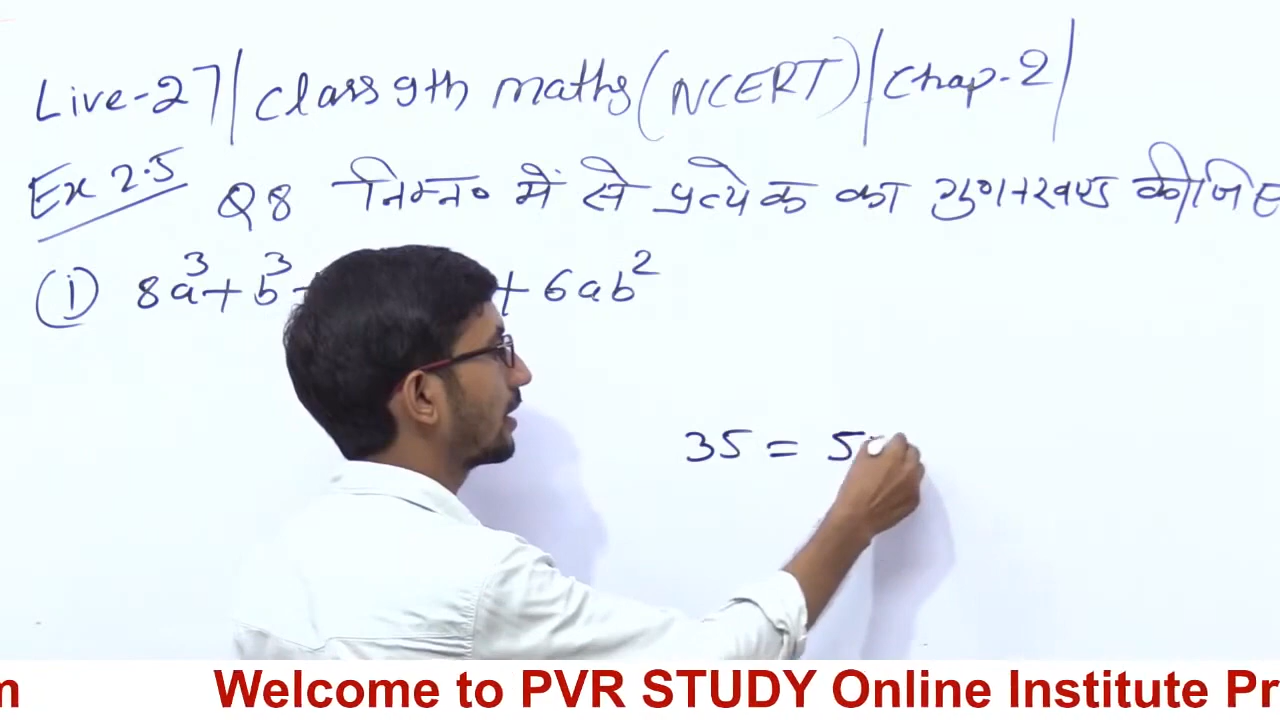 Live-27 | Class 9th maths (NCERT) | Chap-2 |
Ex 2.5 Q8 निम्न० में से प्रत्येक का गुणनखण्ड कीजिए
(i) 8a³ + b³ + 6ab²
35 = 5
m Welcome to PVR STUDY Online Institute Pr